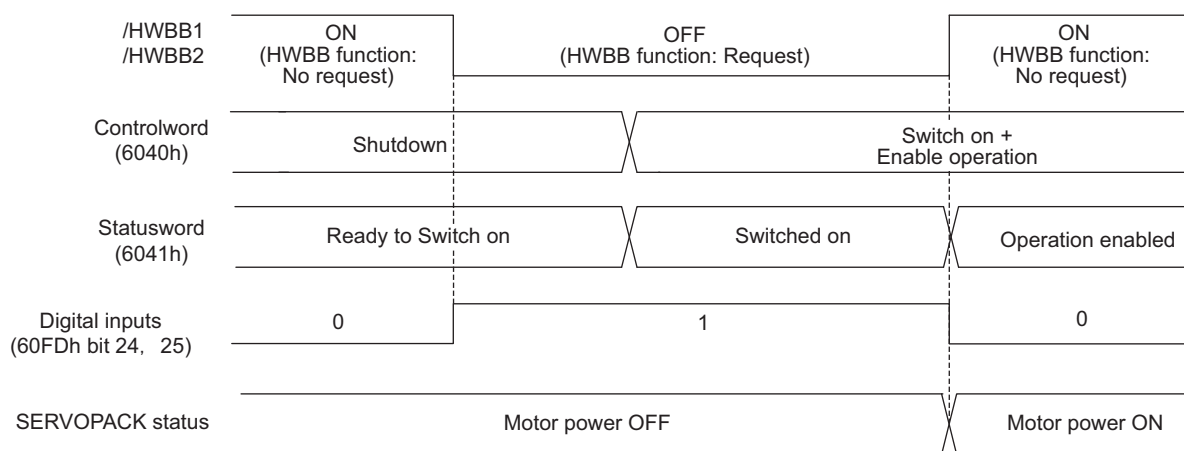 /HWBB1
/HWBB2
ON
(HWBB function:
No request)
OFF
(HWBB function: Request)
ON
(HWBB function:
No request)
Controlword
(6040h)
Shutdown
Switch on +
Enable operation
Statusword
(6041h)
Ready to Switch on
Switched on
Operation enabled
Digital inputs
(60FDh bit 24, 25)
0
1
0
SERVOPACK status
Motor power OFF
Motor power ON